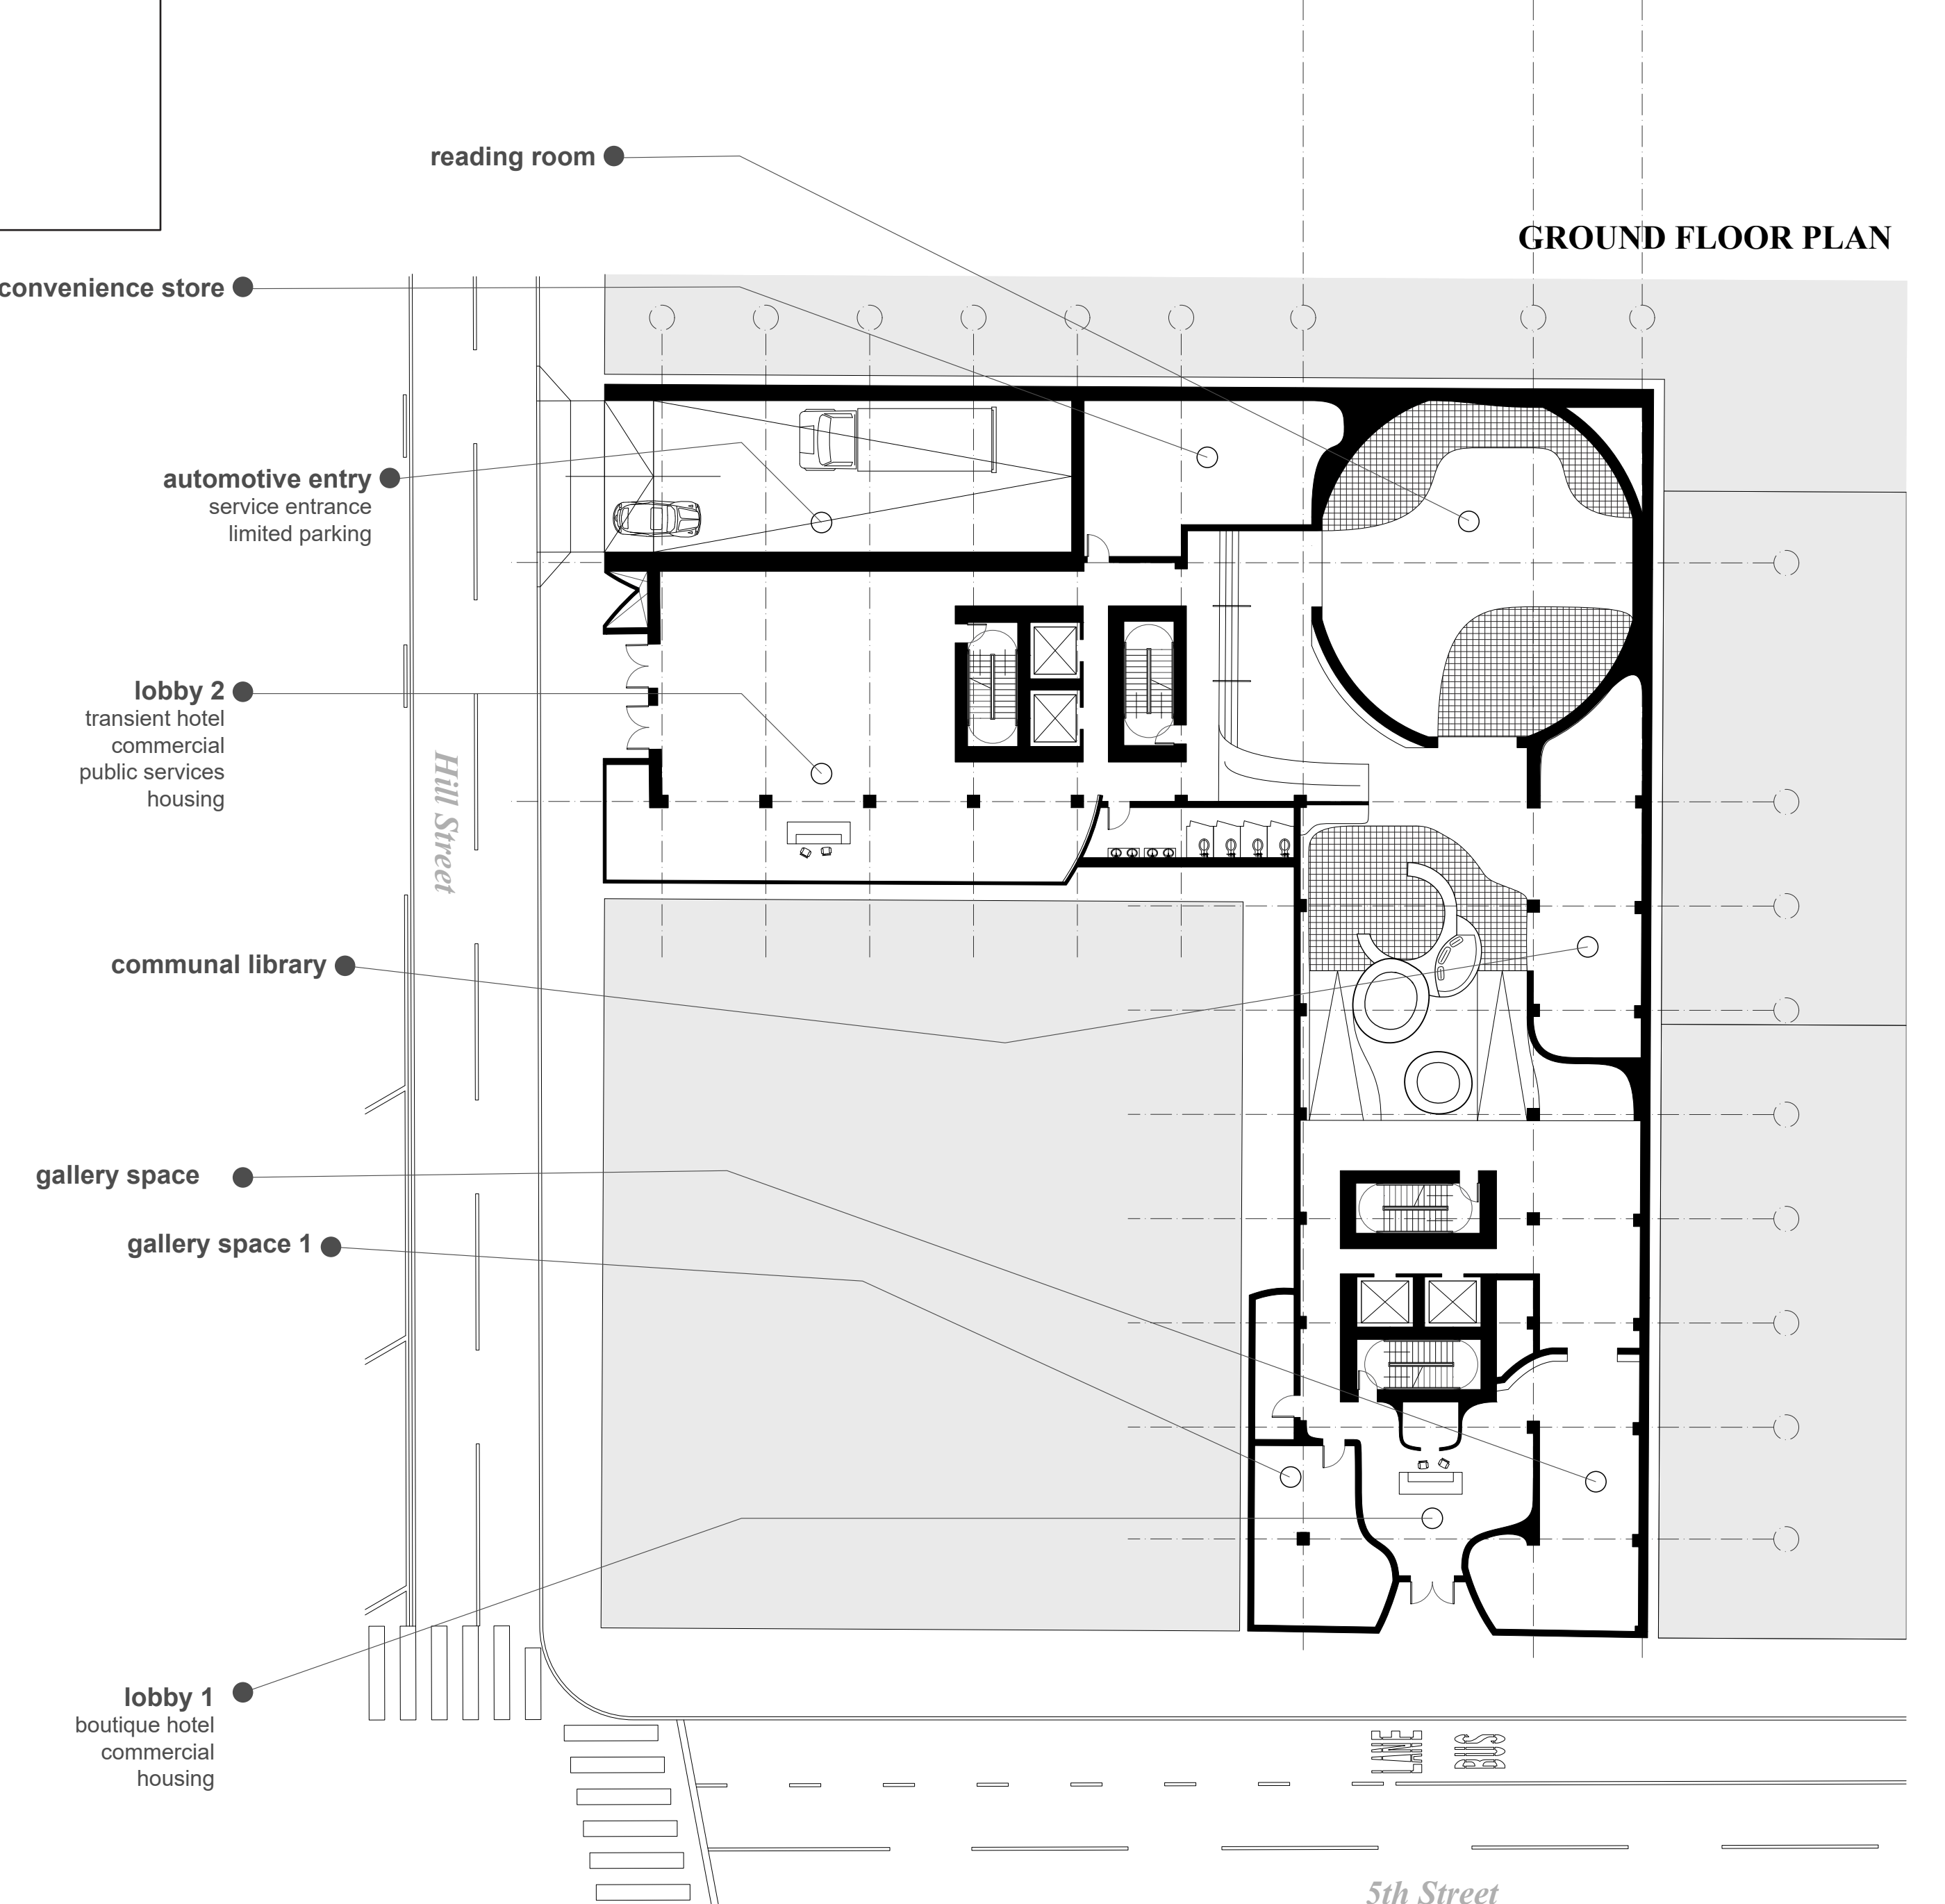 reading room
GROUND FLOOR PLAN
convenience store
automotive entry
service entrance
limited parking
lobby 2
transient hotel
commercial
public services
housing
Hill Street
communal library
gallery space
gallery space 1
lobby 1
boutique hotel
commercial
housing
LANE
BUS
5th Street